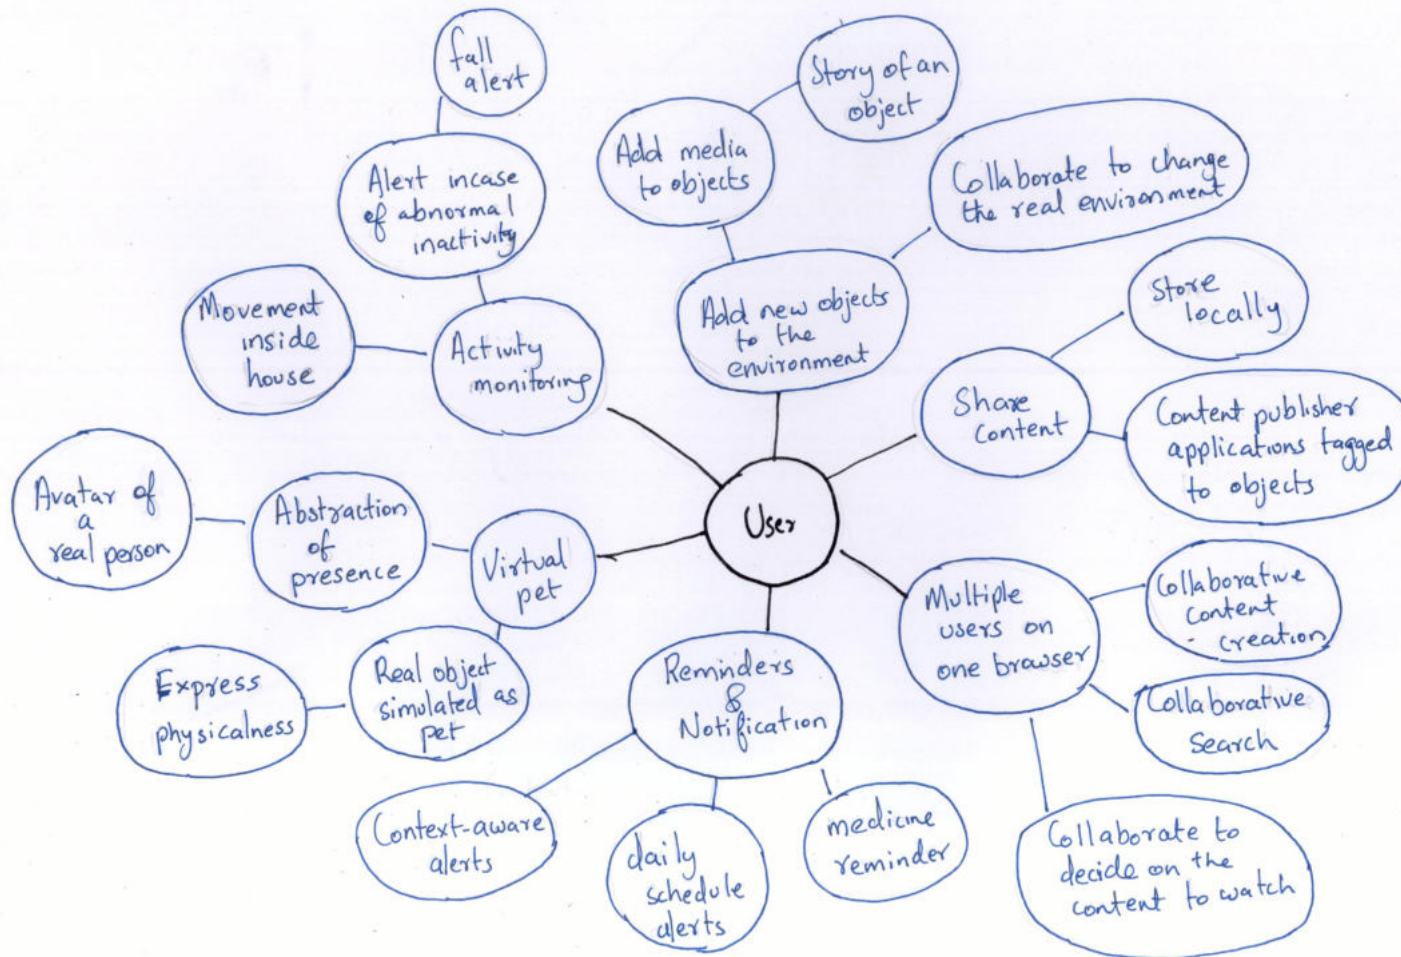 fall
alert
Story of an
object
Add media
to objects
Collaborate to change
the real environment
Alert incase
of abnormal
inactivity
Store
locally
Movement
inside
house
Activity
monitoring
Add new objects
to the
environment
Share
Content
Content publisher
applications tagged
to objects
Avatar of
a
real person
Abstraction
of
presence
Virtual
pet
User
Multiple
users on
one browser
Collaborative
content
creation
Express
physicalness
Real object
simulated as
pet
Reminders
&
Notification
Collaborative
Search
Context-aware
alerts
daily
schedule
alerts
medicine
reminder
Collaborate to
decide on the
content to watch